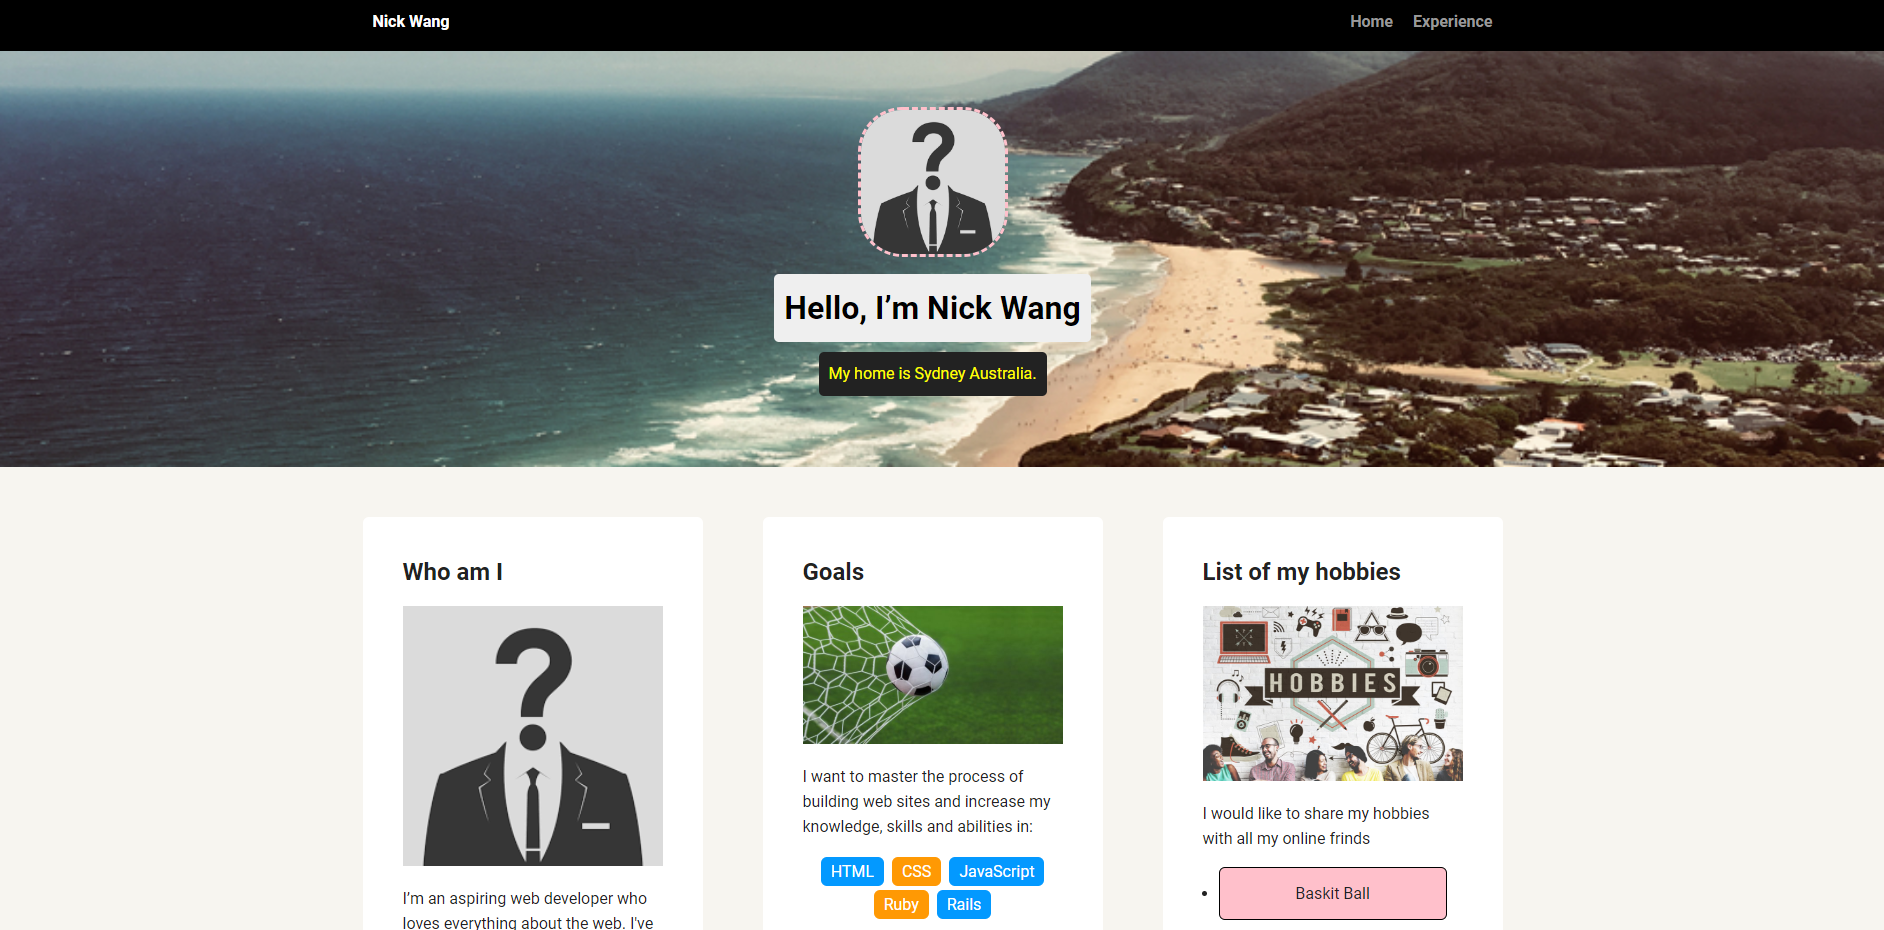 Nick Wang
Home
Experience
Hello, I’m Nick Wang
My home is Sydney Australia.
Who am I
I’m an aspiring web developer who
loves everything about the web. I've
Goals
I want to master the process of
building web sites and increase my
knowledge, skills and abilities in:
HTML
CSS
JavaScript
Ruby
Rails
List of my hobbies
HOBBIES
I would like to share my hobbies
with all my online frinds
Baskit Ball